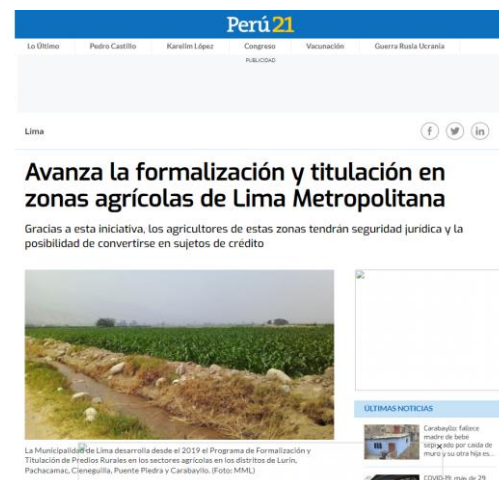 Perú21
Lo Último Pedro Castillo Karelim López Congreso Vacunación Guerra Rusia Ucrania
PUBLICIDAD
Lima
Avanza la formalización y titulación en
zonas agrícolas de Lima Metropolitana
Gracias a esta iniciativa, los agricultores de estas zonas tendrán seguridad jurídica y la
posibilidad de convertirse en sujetos de crédito
La Municipalidad de Lima desarrolla desde el 2019 el Programa de Formalización y
Titulación de Predios Rurales en los sectores agrícolas en los distritos de Lurín,
Pachacamac, Cieneguilla, Puente Piedra y Carabayllo. (Foto: MML)
ÚLTIMAS NOTICIAS
Carabayllo: fallece
madre de bebé
sepultado por caída de
muro y su otra hija es...
COVID-19: más de 29